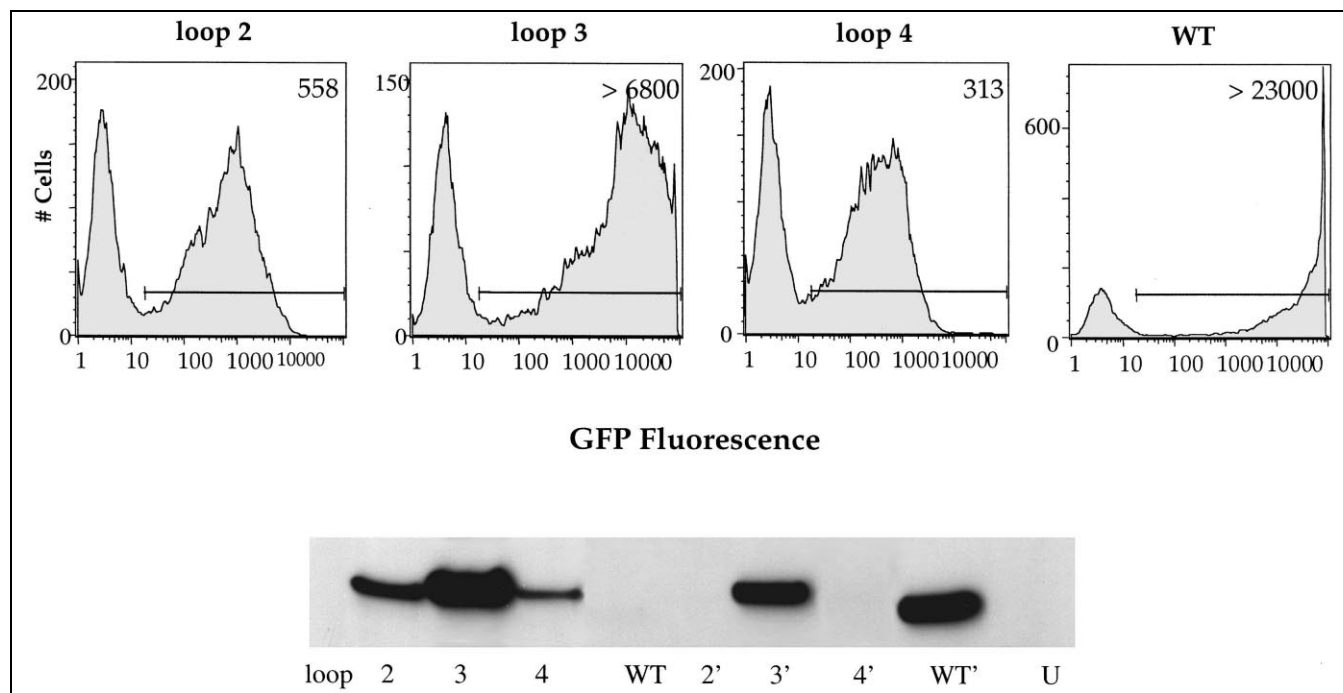 loop 2
loop 3
loop 4
WT
200
558
150
> 6800
200
313
600
> 23000
# Cells
0
0
0
0
1 10 100 1000 10000
1 10 100 1000 10000
1 10 100 1000 10000
1 10 100 1000 10000
GFP Fluorescence
loop 2 3 4 WT 2' 3' 4' WT' U